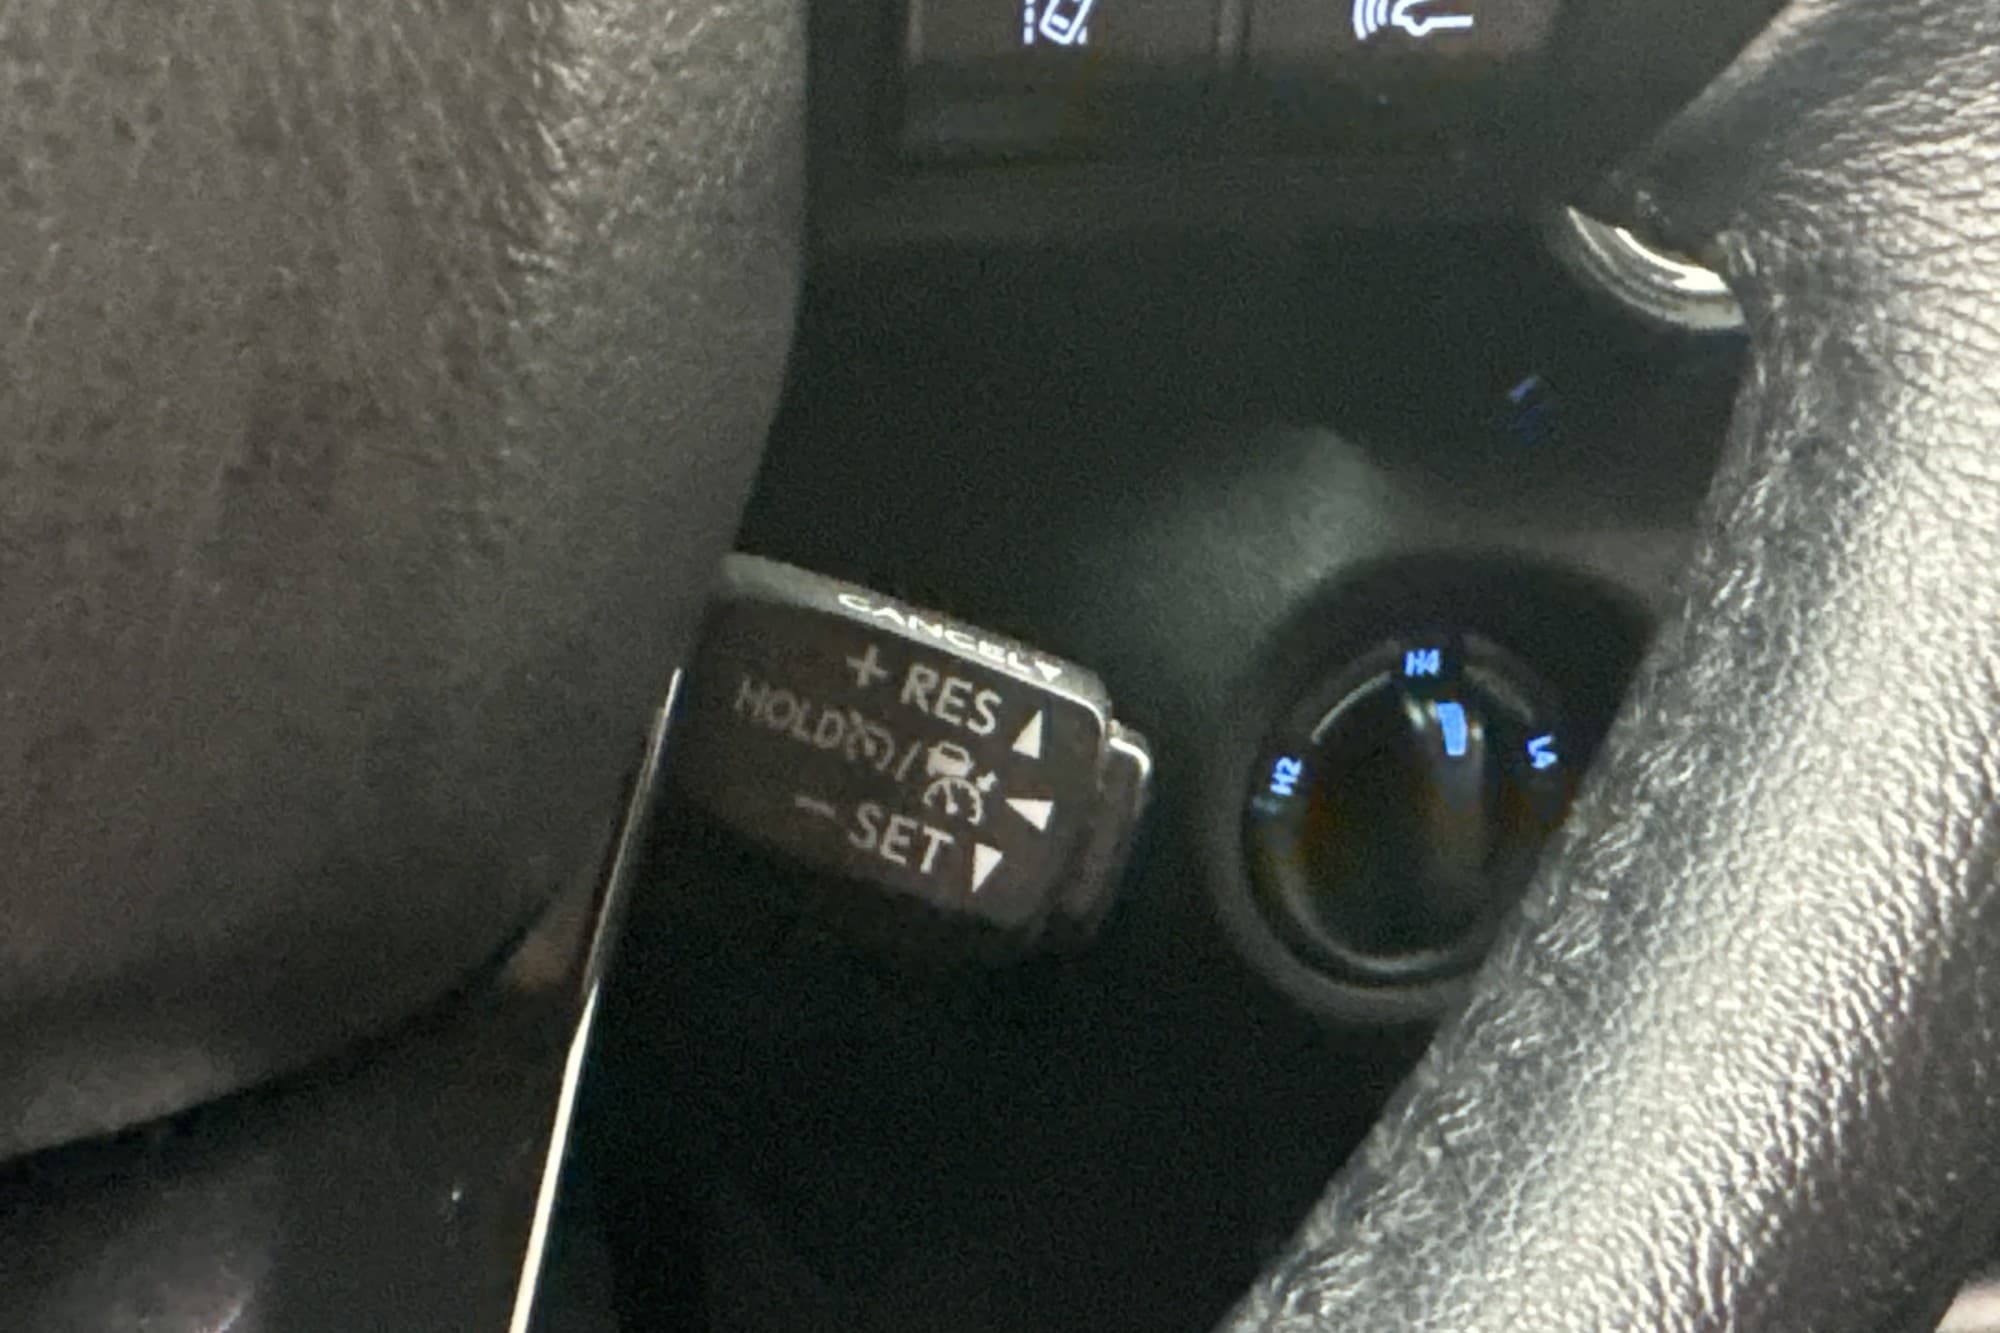 CANCEL
+ RES
HOLD /
− SET
H4
H2
L4